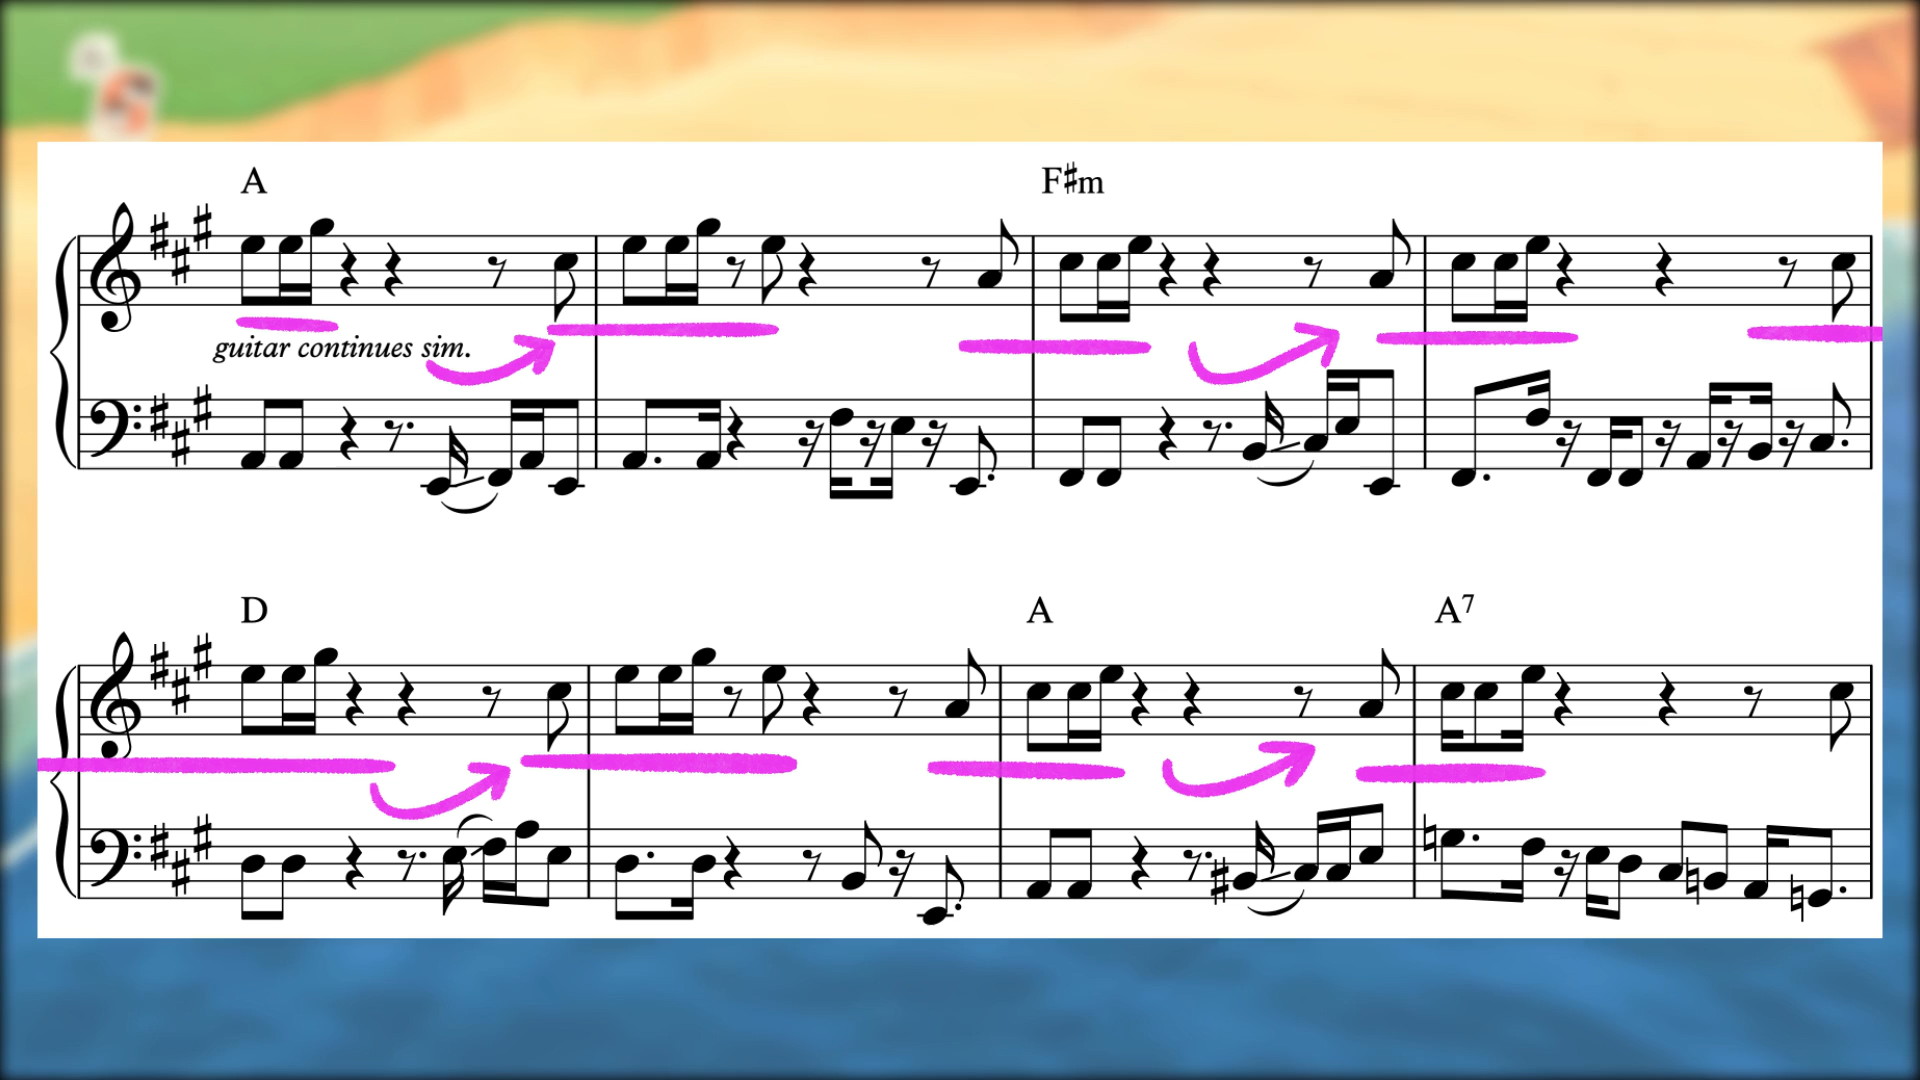 A F♯m
guitar continues sim.
D A A7